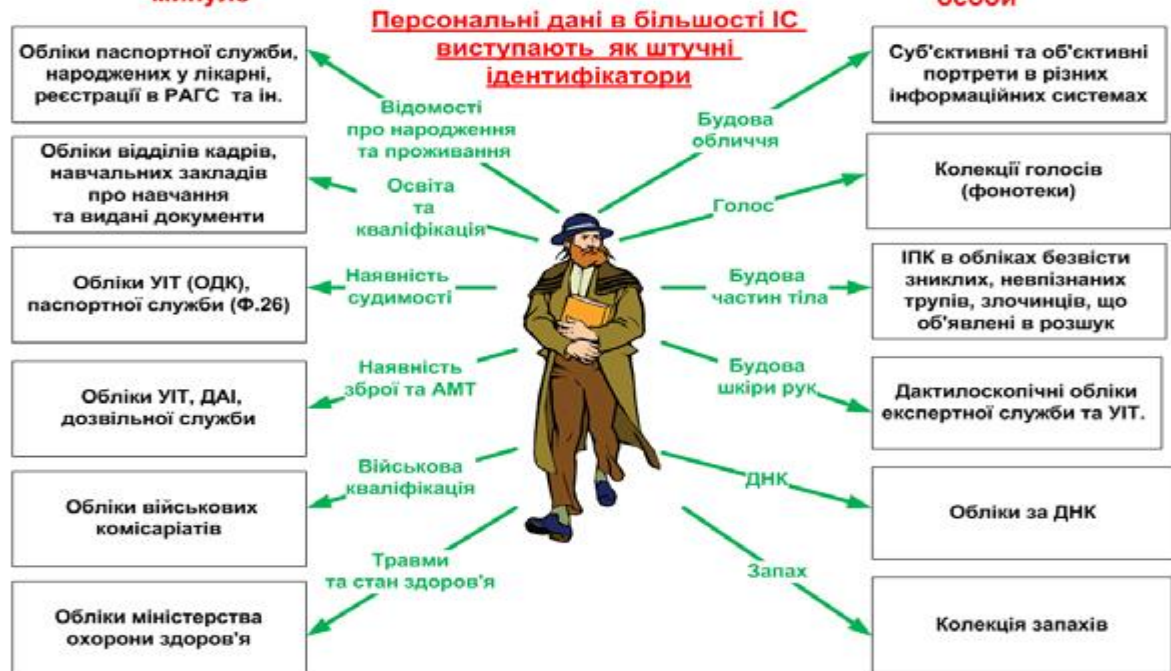 минуле
особи
Персональні дані в більшості ІС
виступають як штучні
ідентифікатори
Обліки паспортної служби,
народжених у лікарні,
реєстрації в РАГС та ін.
Відомості
про народження
та проживання
Обліки відділів кадрів,
навчальних закладів
про навчання
та видані документи
Освіта
та
кваліфікація
Обліки УІТ (ОДК),
паспортної служби (Ф.26)
Наявність
судимості
Обліки УІТ, ДАІ,
дозвільної служби
Наявність
зброї та АМТ
Обліки військових
комісаріатів
Військова
кваліфікація
Обліки міністерства
охорони здоров'я
Травми
та стан здоров'я
Будова
обличчя
Суб'єктивні та об'єктивні
портрети в різних
інформаційних системах
Голос
Колекції голосів
(фонотеки)
Будова
частин тіла
ІПК в обліках безвісти
зниклих, невпізнаних
трупів, злочинців, що
об'явлені в розшук
Будова
шкіри рук
Дактилоскопічні обліки
експертної служби та УІТ.
ДНК
Обліки за ДНК
Запах
Колекція запахів